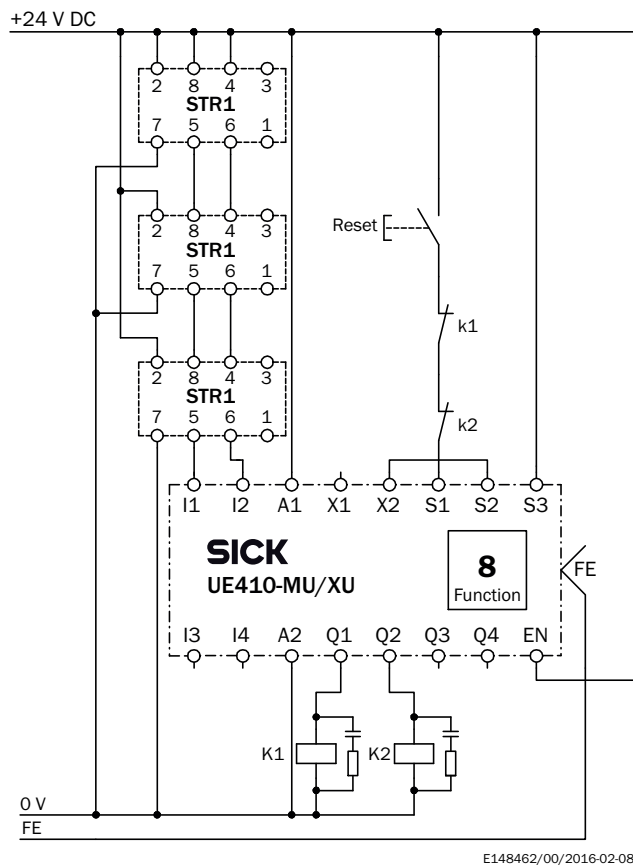 +24 V DC
2 8 4 3
STR1
7 5 6 1
2 8 4 3
Reset
STR1
7 5 6 1
k1
2 8 4 3
STR1
k2
7 5 6 1
I1 I2 A1 X1 X2 S1 S2 S3
SICK
UE410-MU/XU
8
Function
FE
I3 I4 A2 Q1 Q2 Q3 Q4 EN
K1 K2
0 V
FE
E148462/00/2016-02-08